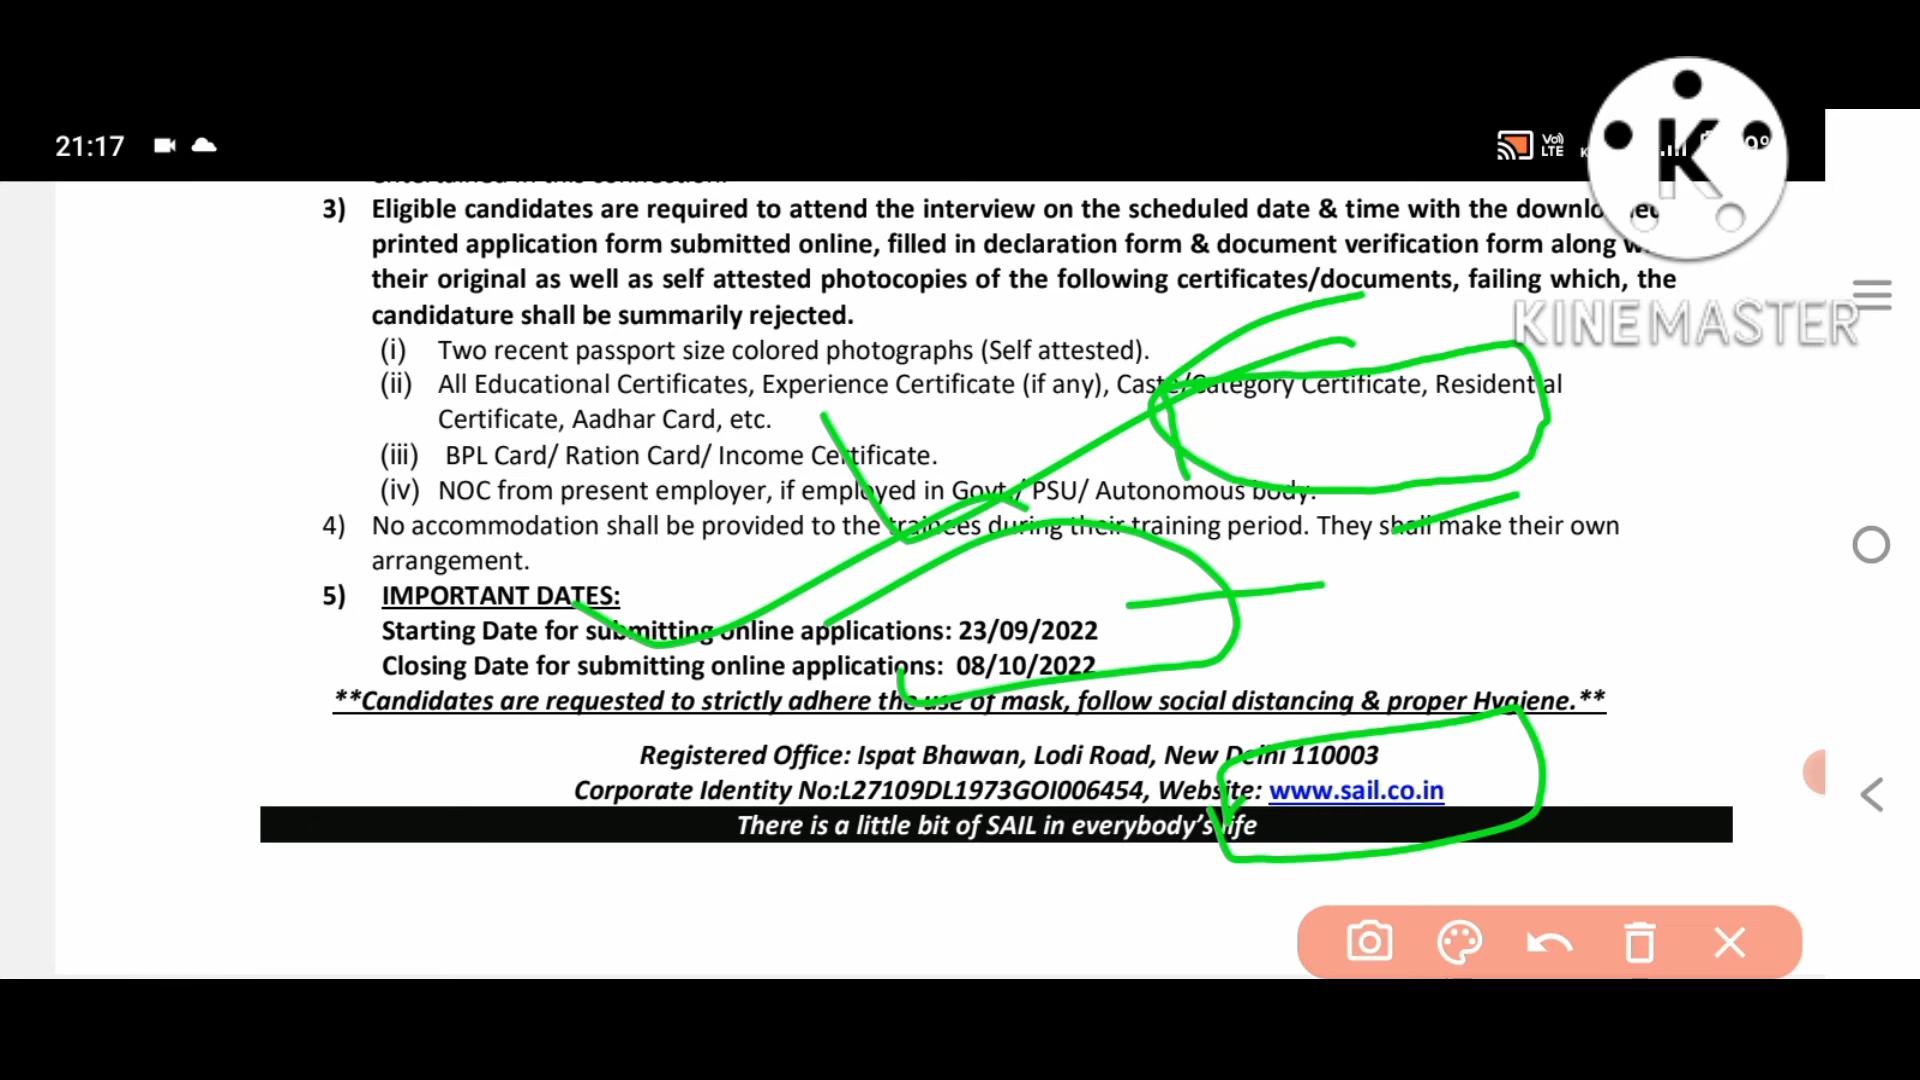 21:17
Vo) LTE
K
KINEMASTER
3) Eligible candidates are required to attend the interview on the scheduled date & time with the
printed application form submitted online, filled in declaration form & document verification form along
their original as well as self attested photocopies of the following certificates/documents, failing which, the
candidature shall be summarily rejected.
(i) Two recent passport size colored photographs (Self attested).
(ii) All Educational Certificates, Experience Certificate (if any), Caste/Category Certificate, Residential
Certificate, Aadhar Card, etc.
(iii) BPL Card/ Ration Card/ Income Certificate.
(iv) NOC from present employer, if employed in Govt./ PSU/ Autonomous body.
4) No accommodation shall be provided to the trainees during their training period. They shall make their own
arrangement.
5) IMPORTANT DATES:
Starting Date for submitting online applications: 23/09/2022
Closing Date for submitting online applications: 08/10/2022
**Candidates are requested to strictly adhere the use of mask, follow social distancing & proper Hygiene.**
Registered Office: Ispat Bhawan, Lodi Road, New Delhi 110003
Corporate Identity No:L27109DL1973GOI006454, Website: www.sail.co.in
There is a little bit of SAIL in everybody's life